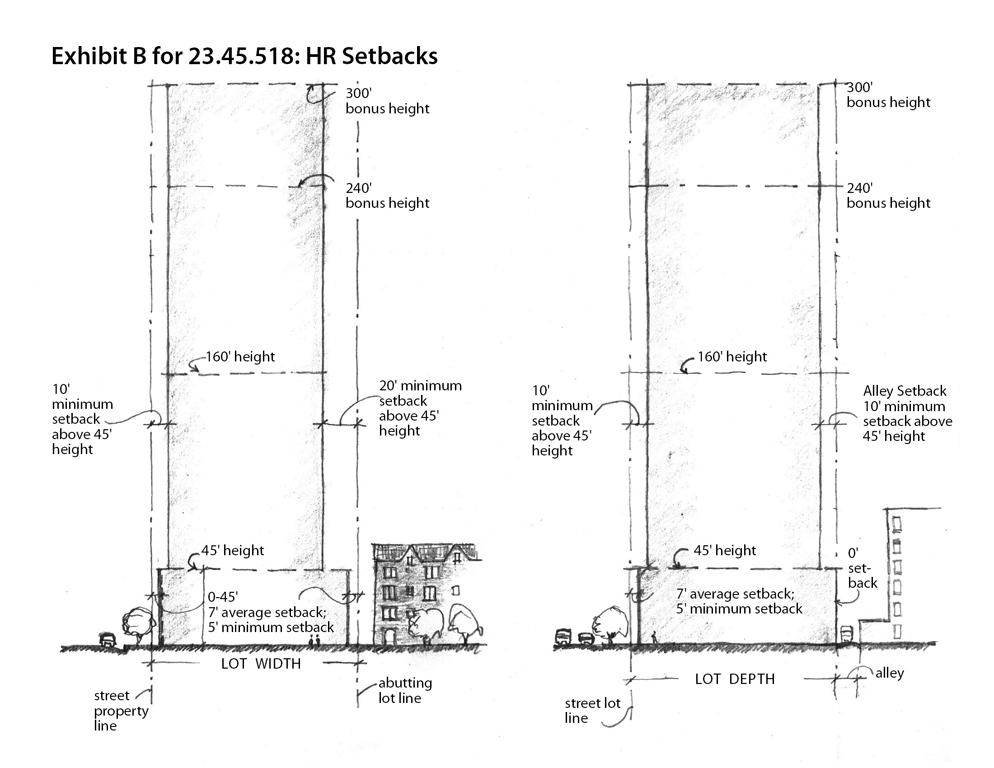 Exhibit B for 23.45.518: HR Setbacks
300'
bonus height
240'
bonus height
160' height
10'
minimum
setback
above 45'
height
20' minimum
setback
above 45'
height
45' height
0-45'
7' average setback;
5' minimum setback
LOT WIDTH
street
property
line
abutting
lot line
300'
bonus height
240'
bonus height
160' height
10'
minimum
setback
above 45'
height
Alley Setback
10' minimum
setback above
45' height
45' height
0'
set-
back
7' average setback;
5' minimum setback
LOT DEPTH
alley
street lot
line